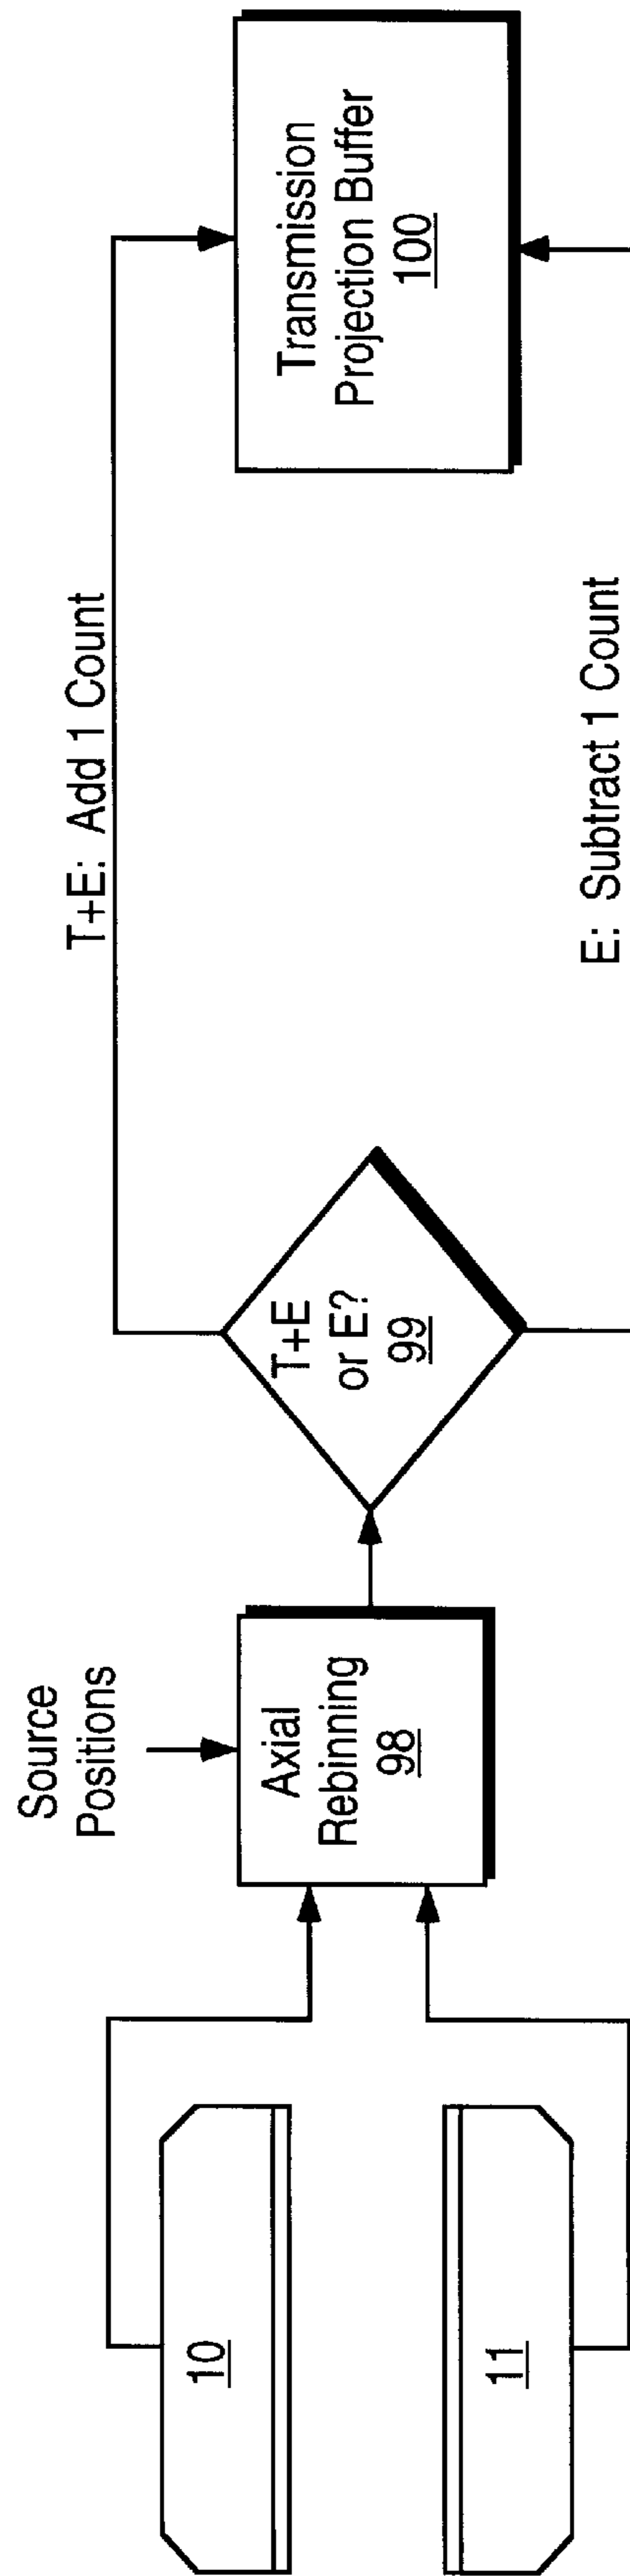 10
11
Source
Positions
Axial
Rebinning
98
T+E
or E?
99
T+E: Add 1 Count
E: Subtract 1 Count
Transmission
Projection Buffer
100